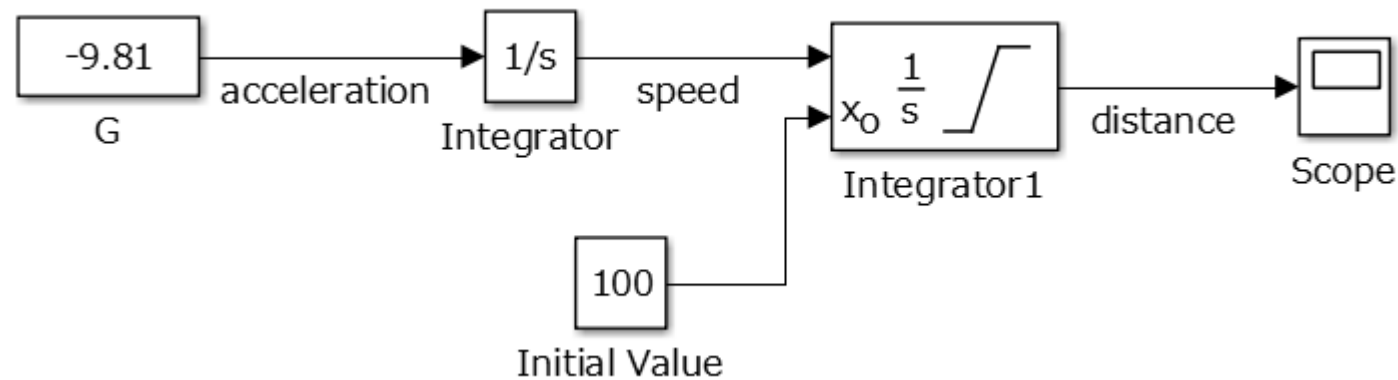 -9.81
G
acceleration
1/s
Integrator
speed
x₀
1
s
Integrator1
distance
Scope
100
Initial Value